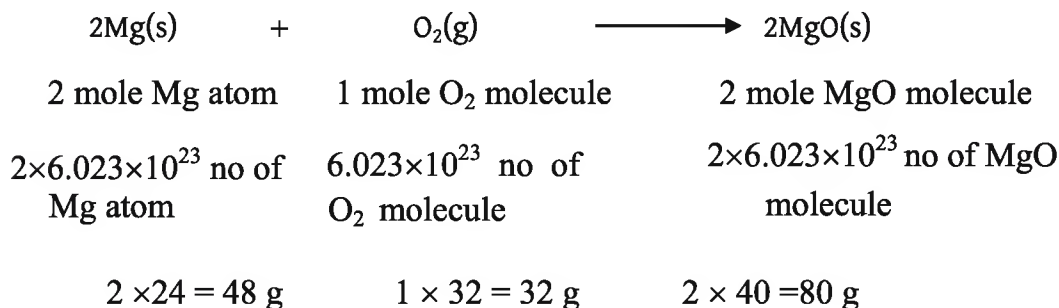 2Mg(s) + O₂(g) ⟶ 2MgO(s)
2 mole Mg atom 1 mole O₂ molecule 2 mole MgO molecule
2×6.023×10²³ no of 6.023×10²³ no of 2×6.023×10²³ no of MgO
Mg atom O₂ molecule molecule
2 ×24 = 48 g 1 × 32 = 32 g 2 × 40 =80 g